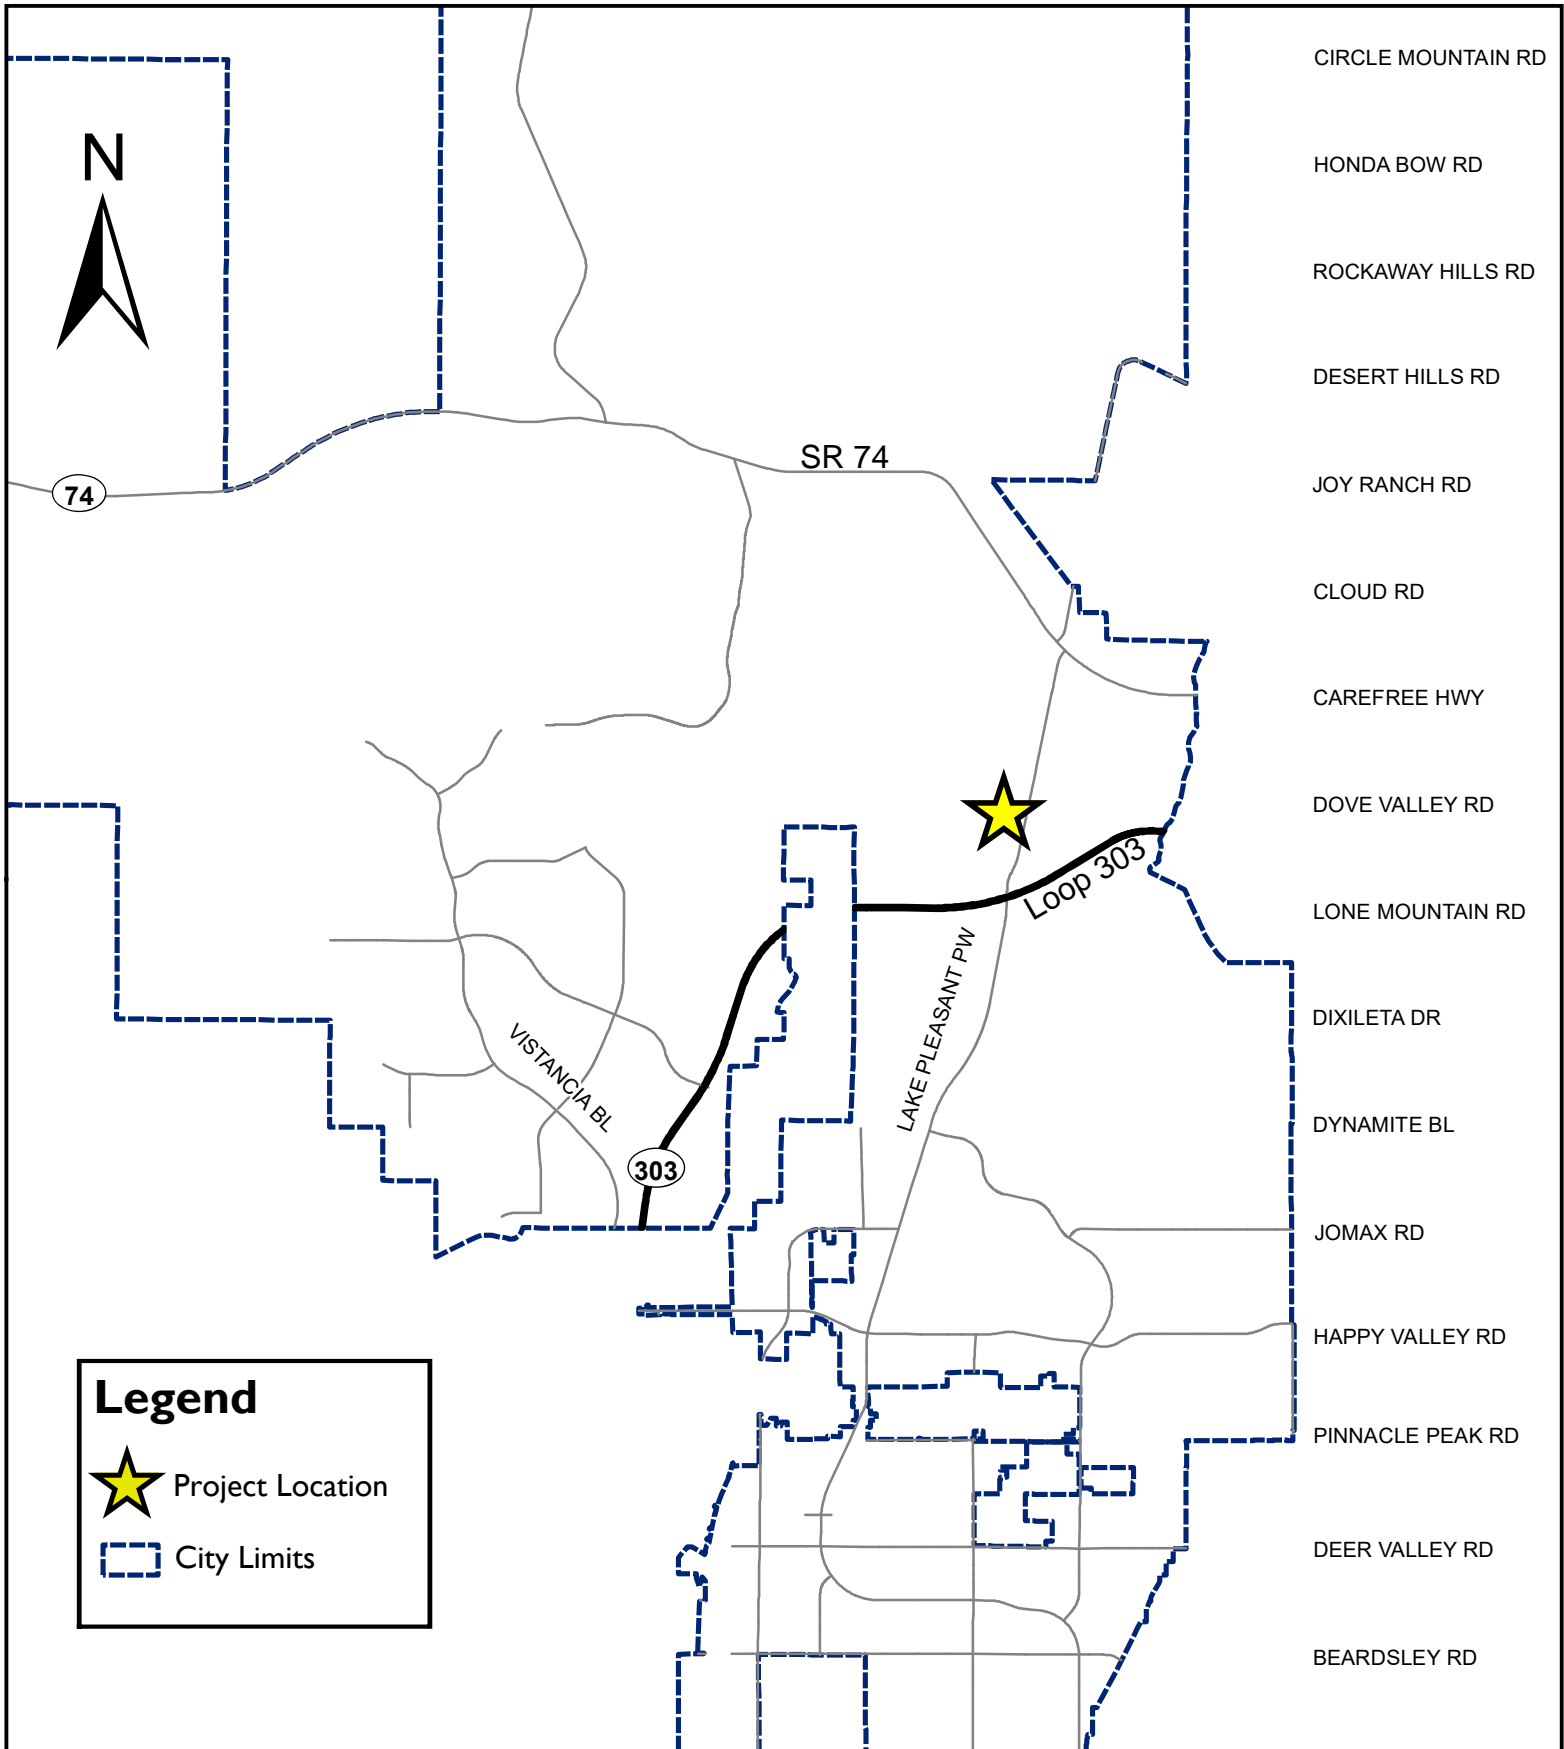 CIRCLE MOUNTAIN RD
N
HONDA BOW RD
ROCKAWAY HILLS RD
DESERT HILLS RD
SR 74
74
JOY RANCH RD
CLOUD RD
CAREFREE HWY
DOVE VALLEY RD
Loop 303
LONE MOUNTAIN RD
LAKE PLEASANT PW
DIXILETA DR
VISTANCIA BL
DYNAMITE BL
303
JOMAX RD
HAPPY VALLEY RD
Legend
PINNACLE PEAK RD
Project Location
City Limits
DEER VALLEY RD
BEARDSLEY RD